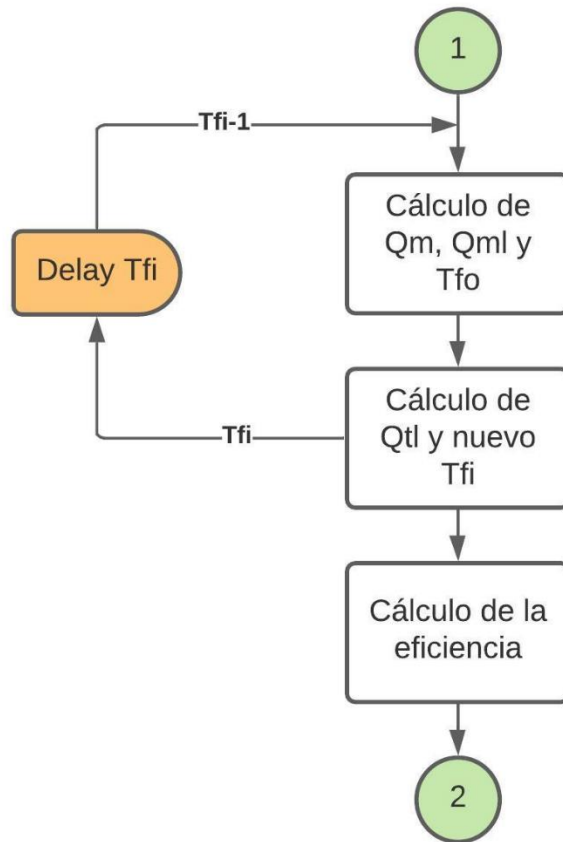 1
Tfi-1
Cálculo de
Qm, Qml y
Tfo
Delay Tfi
Cálculo de
Qtl y nuevo
Tfi
Tfi
Cálculo de la
eficiencia
2